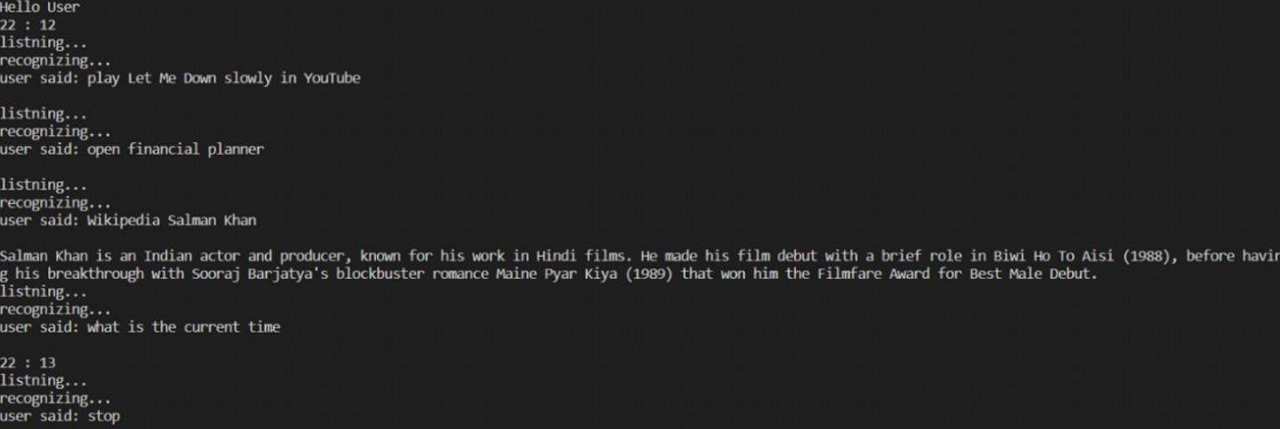 Hello User
22 : 12
listning...
recognizing...
user said: play Let Me Down slowly in YouTube
listning...
recognizing...
user said: open financial planner
listning...
recognizing...
user said: Wikipedia Salman Khan
Salman Khan is an Indian actor and producer, known for his work in Hindi films. He made his film debut with a brief role in Biwi Ho To Aisi (1988), before havin
g his breakthrough with Sooraj Barjatya's blockbuster romance Maine Pyar Kiya (1989) that won him the Filmfare Award for Best Male Debut.
listning...
recognizing...
user said: what is the current time
22 : 13
listning...
recognizing...
user said: stop